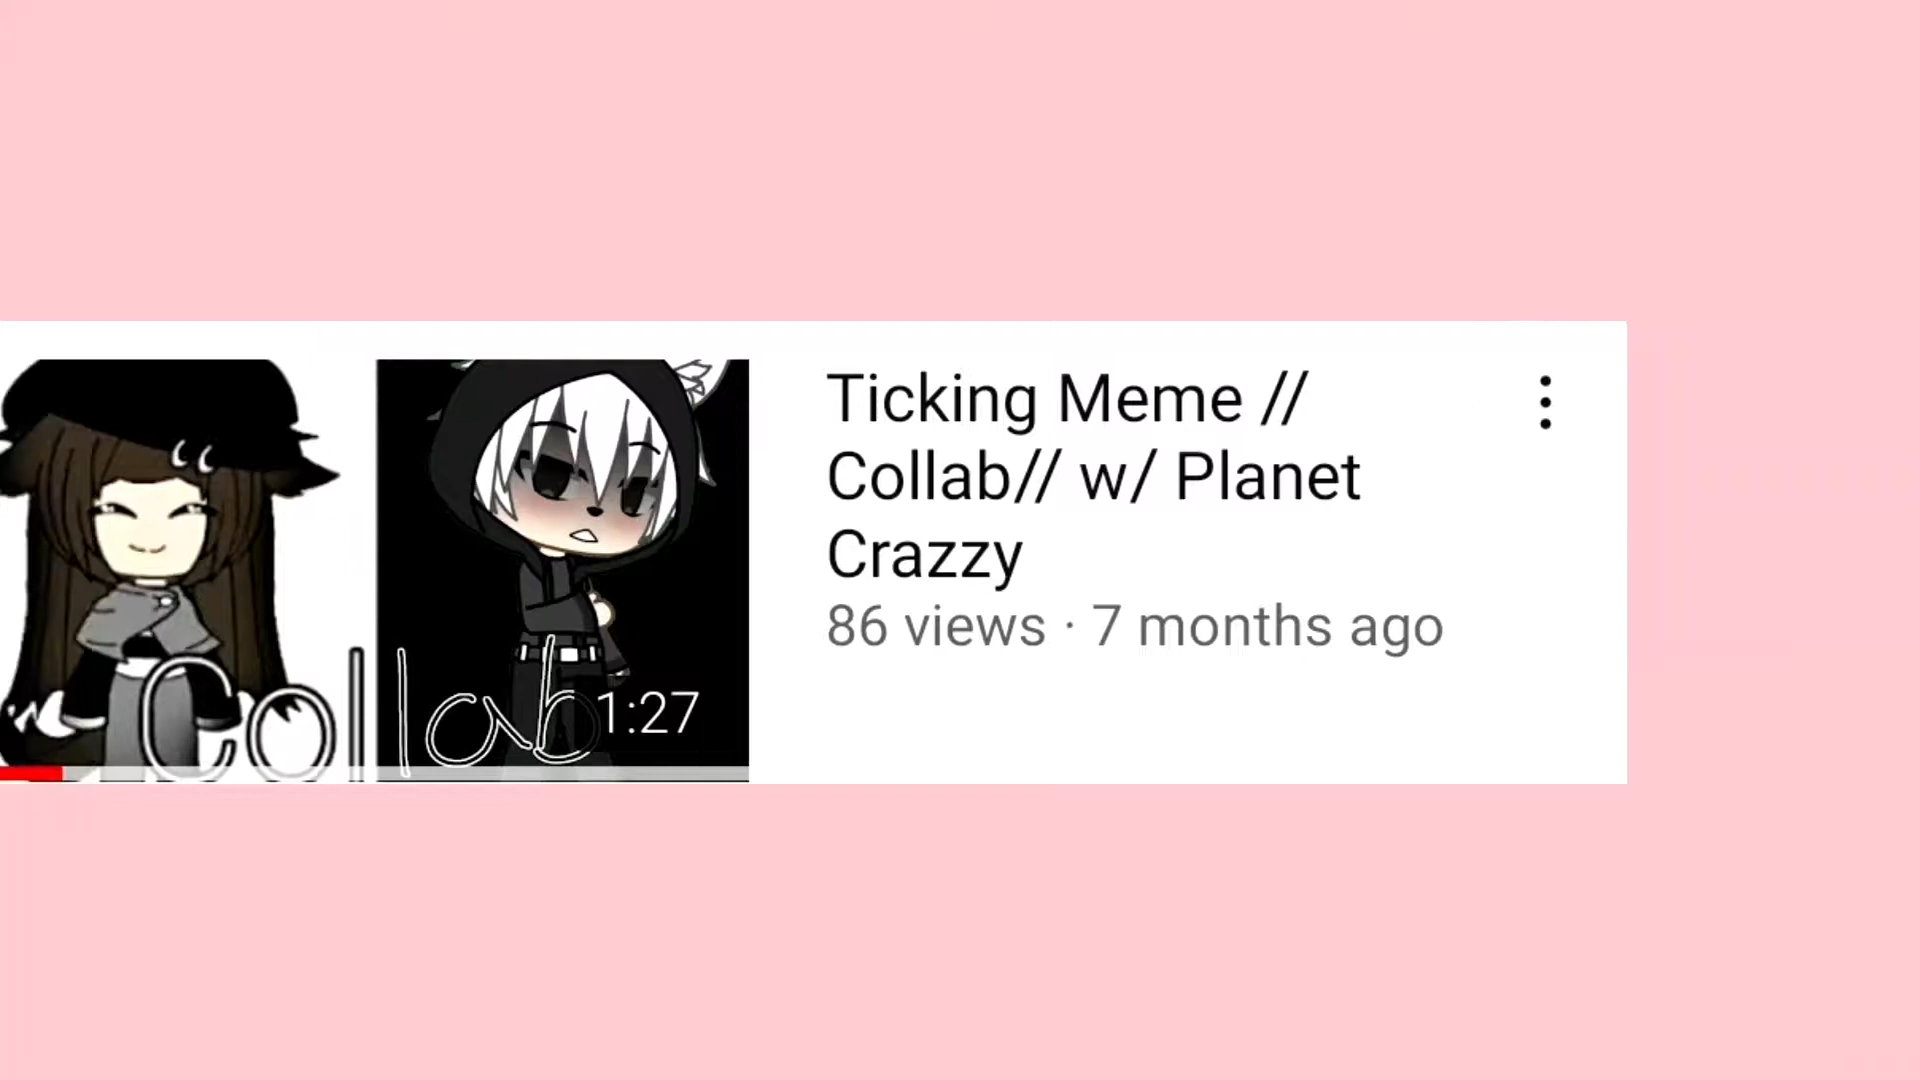 Ticking Meme //
Collab// w/ Planet
Crazzy
86 views · 7 months ago
Collab
1:27